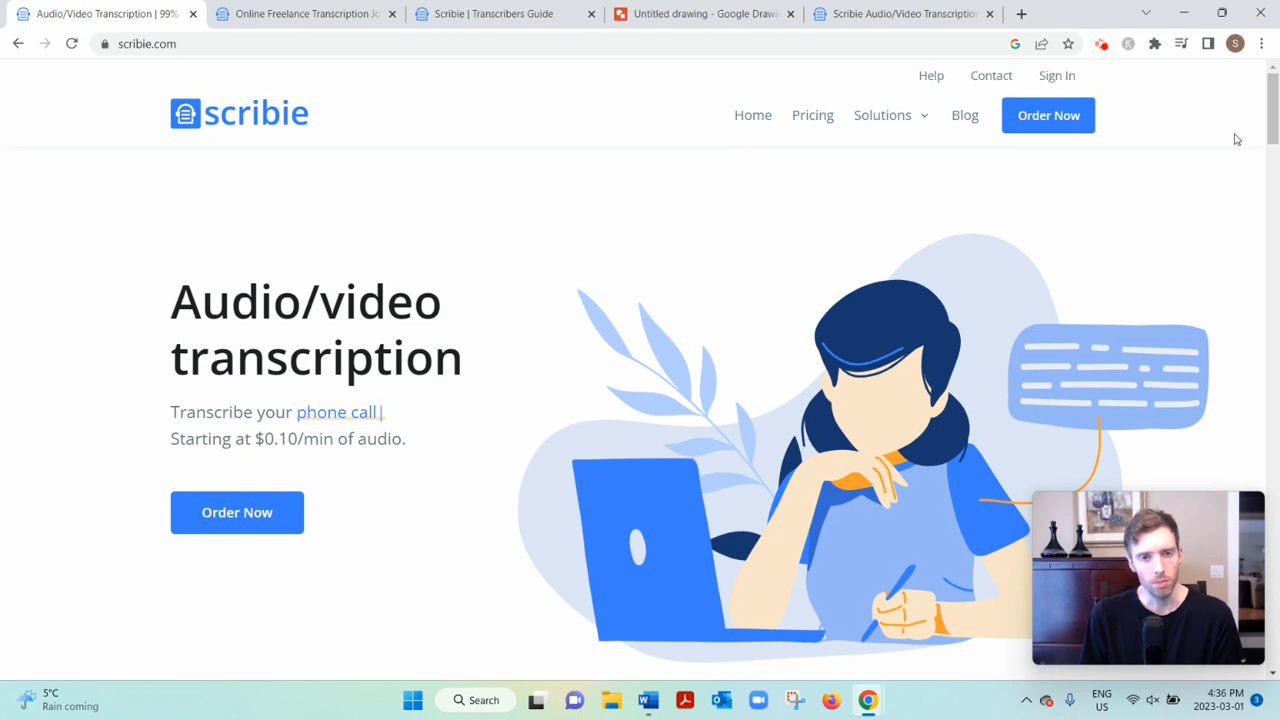 Audio/Video Transcription | 99%
Online Freelance Transcription Jo
Scribie | Transcribers Guide
Untitled drawing - Google Drawi
Scribie Audio/Video Transcription
scribie.com
S
Help Contact Sign In
scribie
Home Pricing Solutions Blog Order Now
Audio/video
transcription
Transcribe your phone call|
Starting at $0.10/min of audio.
Order Now
5°C
Rain coming
Search
ENG
US
4:36 PM
2023-03-01
3